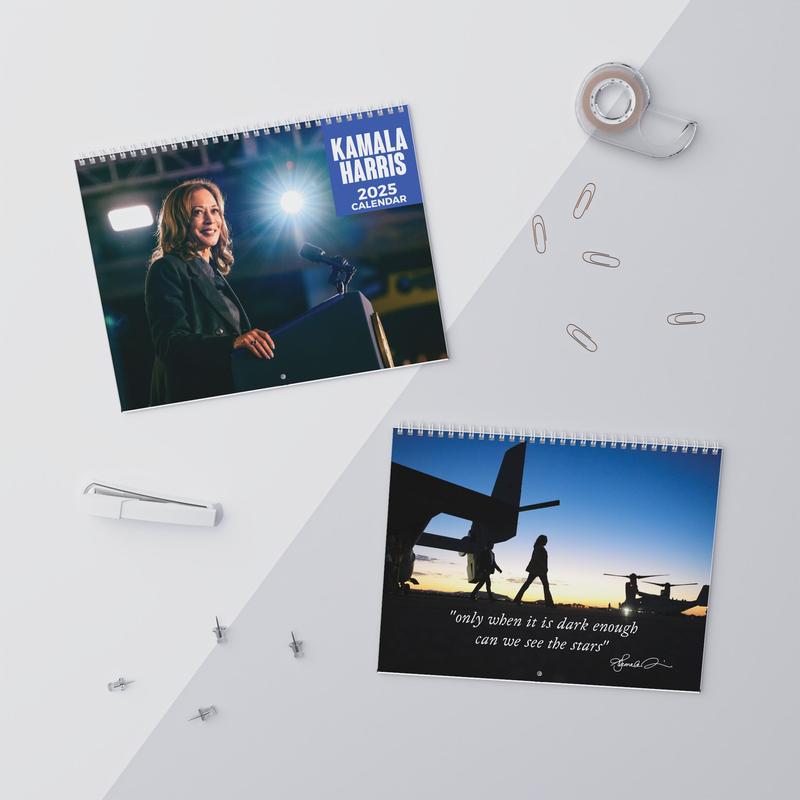 KAMALA
HARRIS
2025
CALENDAR
"only when it is dark enough
can we see the stars"